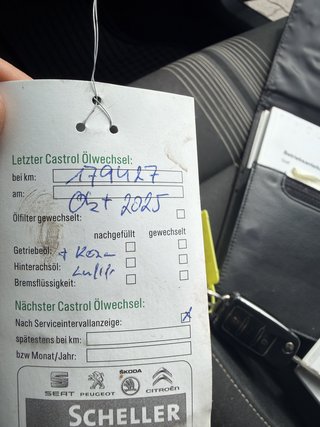 Letzter Castrol Ölwechsel:
bei km: 179427
am: Okt 2025
Ölfilter gewechselt:
nachgefüllt gewechselt
Getriebeöl:
Hinterachsöl:
Bremsflüssigkeit:
Nächster Castrol Ölwechsel:
Nach Serviceintervallanzeige: x
spätestens bei km:
bzw Monat/Jahr:
SEAT PEUGEOT ŠKODA CITROËN
SCHELLER